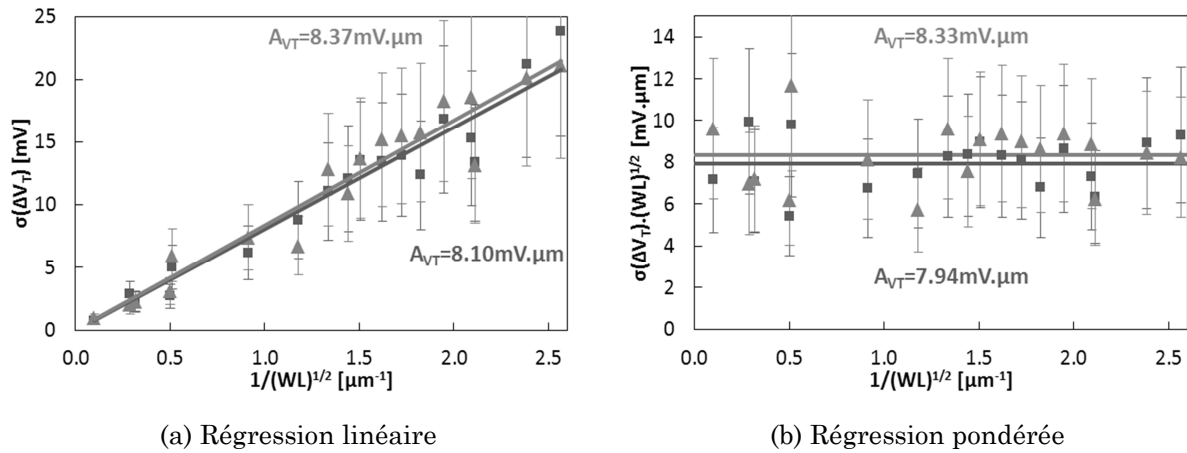 25
20
15
10
5
0
σ(ΔV_T) [mV]
A_VT=8.37mV.µm
A_VT=8.10mV.µm
0.0 0.5 1.0 1.5 2.0 2.5
1/(WL)^1/2 [µm^-1]
(a) Régression linéaire
14
12
10
8
6
4
2
0
σ(ΔV_T).(WL)^1/2 [mV.µm]
A_VT=8.33mV.µm
A_VT=7.94mV.µm
0.0 0.5 1.0 1.5 2.0 2.5
1/(WL)^1/2 [µm^-1]
(b) Régression pondérée